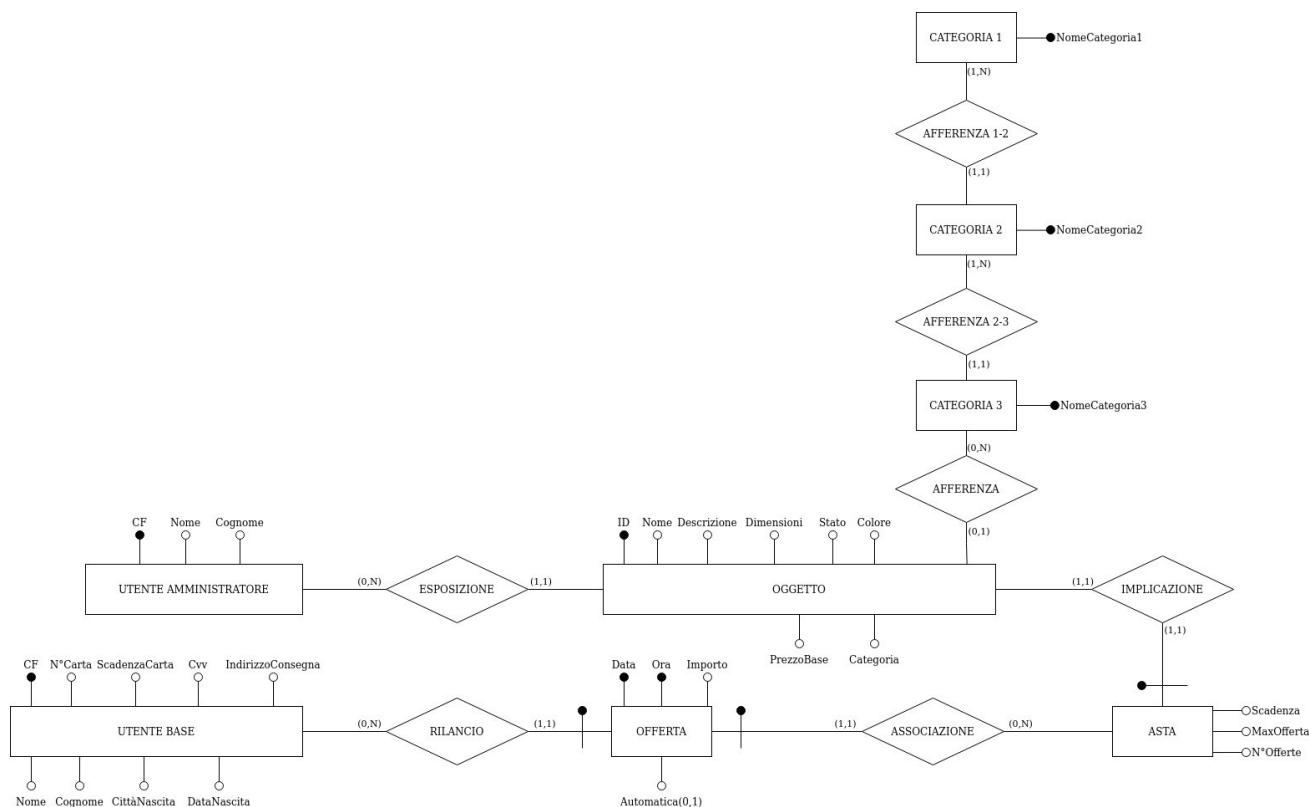 CATEGORIA 1
NomeCategoria1
(1,N)
AFFERENZA 1-2
(1,1)
CATEGORIA 2
NomeCategoria2
(1,N)
AFFERENZA 2-3
(1,1)
CATEGORIA 3
NomeCategoria3
(0,N)
AFFERENZA
(0,1)
CF Nome Cognome
ID Nome Descrizione Dimensioni Stato Colore
UTENTE AMMINISTRATORE (0,N) ESPOSIZIONE (1,1) OGGETTO (1,1) IMPLICAZIONE
(1,1)
PrezzoBase Categoria
CF N°Carta ScadenzaCarta Cvv IndirizzoConsegna
Data Ora Importo
UTENTE BASE (0,N) RILANCIO (1,1) OFFERTA (1,1) ASSOCIAZIONE (0,N) ASTA
Scadenza
MaxOfferta
N°Offerte
Nome Cognome CittàNascita DataNascita
Automatica(0,1)